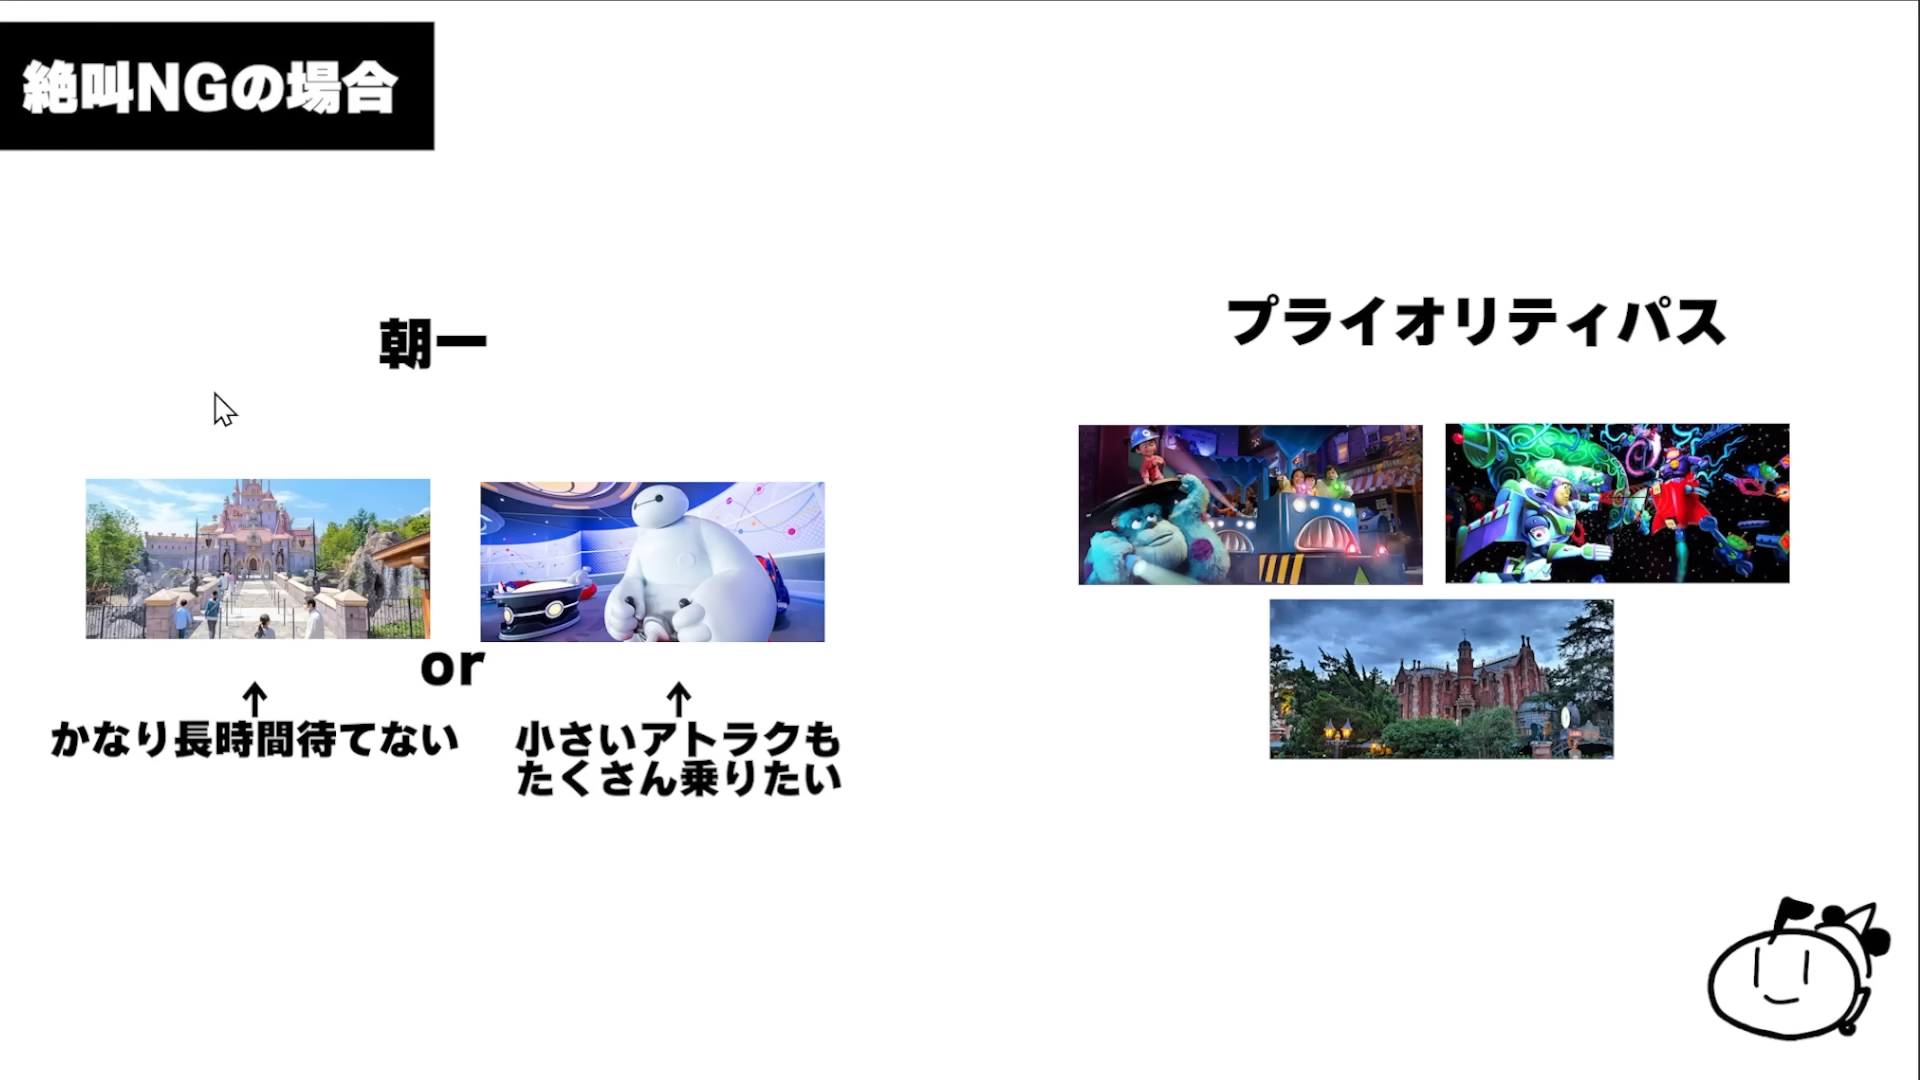 絶叫NGの場合
朝一
プライオリティパス
or
↑
かなり長時間待てない
↑
小さいアトラクも
たくさん乗りたい